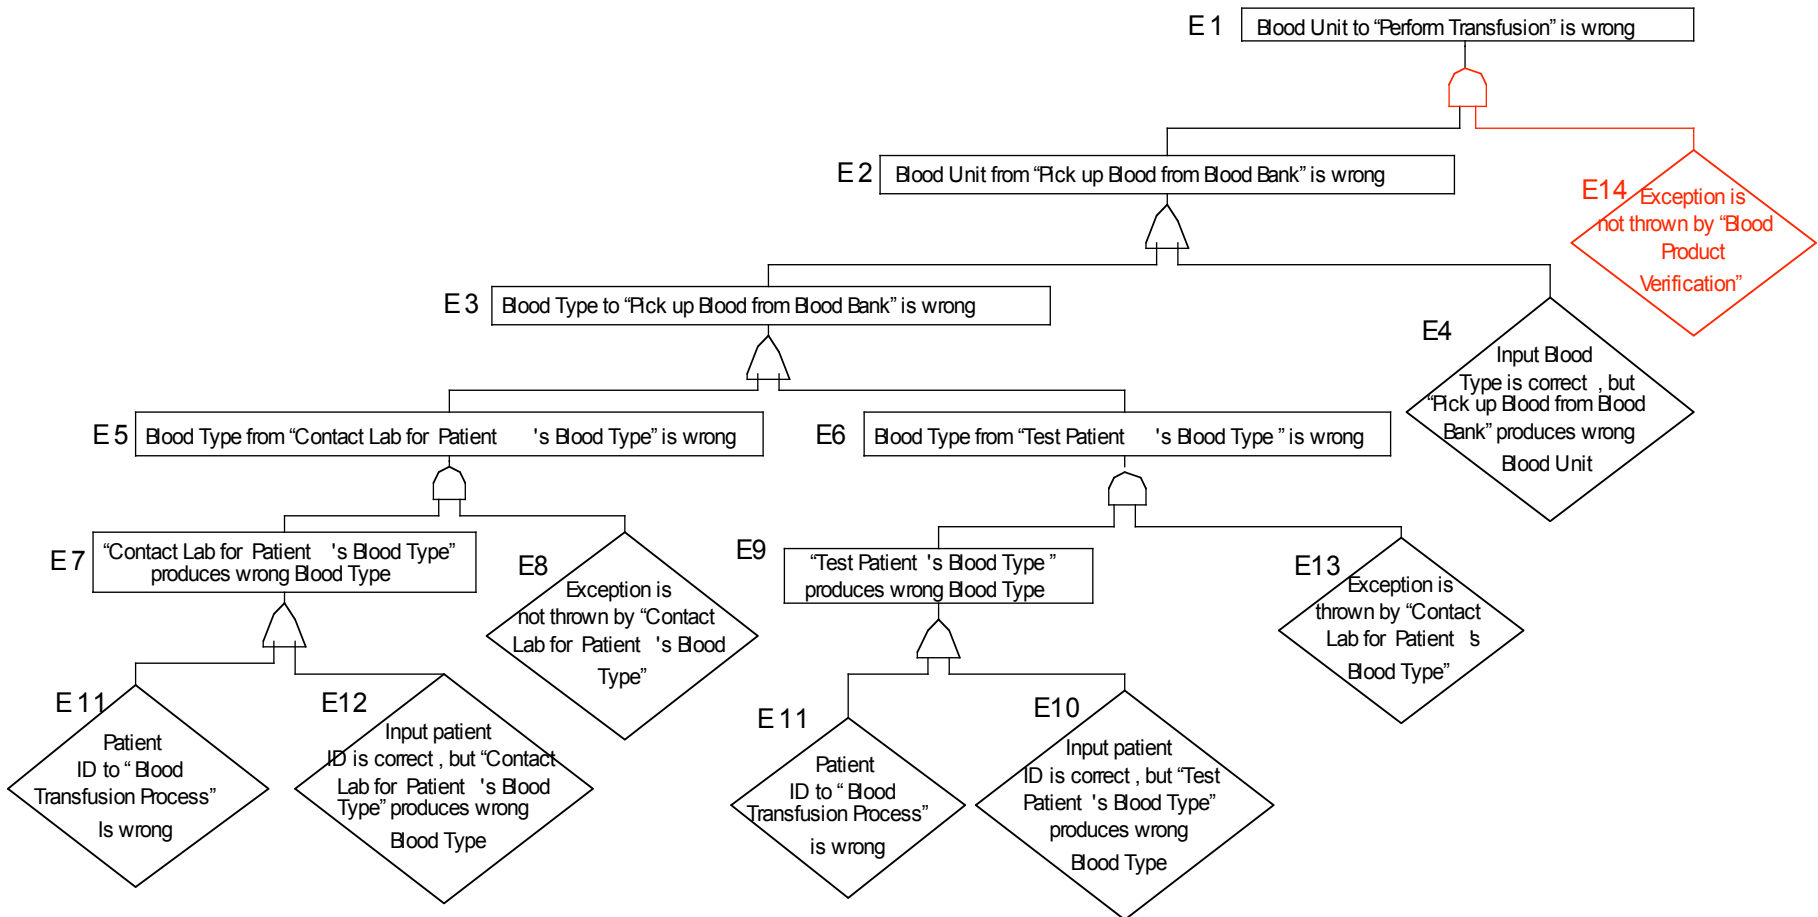 E1
Blood Unit to “Perform Transfusion” is wrong
E2
Blood Unit from “Pick up Blood from Blood Bank” is wrong
E14
Exception is
not thrown by “Blood
Product
Verification”
E3
Blood Type to “Pick up Blood from Blood Bank” is wrong
E4
Input Blood
Type is correct , but
“Pick up Blood from Blood
Bank” produces wrong
Blood Unit
E5
Blood Type from “Contact Lab for Patient 's Blood Type” is wrong
E6
Blood Type from “Test Patient 's Blood Type ” is wrong
E7
“Contact Lab for Patient 's Blood Type”
produces wrong Blood Type
E8
Exception is
not thrown by “Contact
Lab for Patient 's Blood
Type”
E9
“Test Patient 's Blood Type ”
produces wrong Blood Type
E13
Exception is
thrown by “Contact
Lab for Patient 's
Blood Type”
E11
Patient
ID to “ Blood
Transfusion Process”
Is wrong
E12
Input patient
ID is correct , but “Contact
Lab for Patient 's Blood
Type” produces wrong
Blood Type
E11
Patient
ID to “ Blood
Transfusion Process”
is wrong
E10
Input patient
ID is correct , but “Test
Patient 's Blood Type”
produces wrong
Blood Type